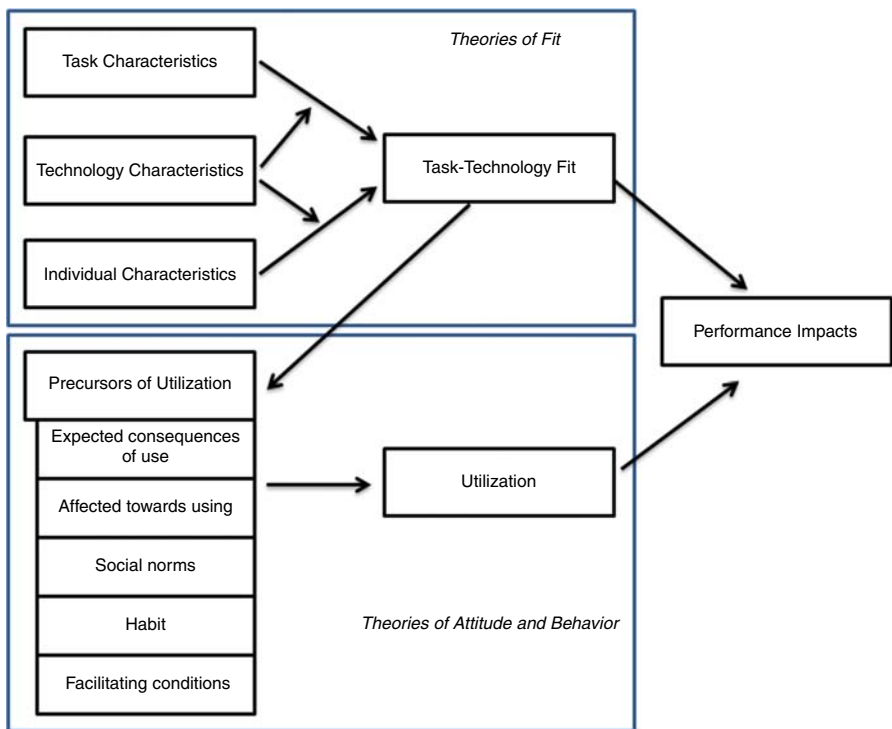 Theories of Fit
Task Characteristics
Technology Characteristics
Task-Technology Fit
Individual Characteristics
Performance Impacts
Precursors of Utilization
Expected consequences
of use
Utilization
Affected towards using
Social norms
Habit
Theories of Attitude and Behavior
Facilitating conditions